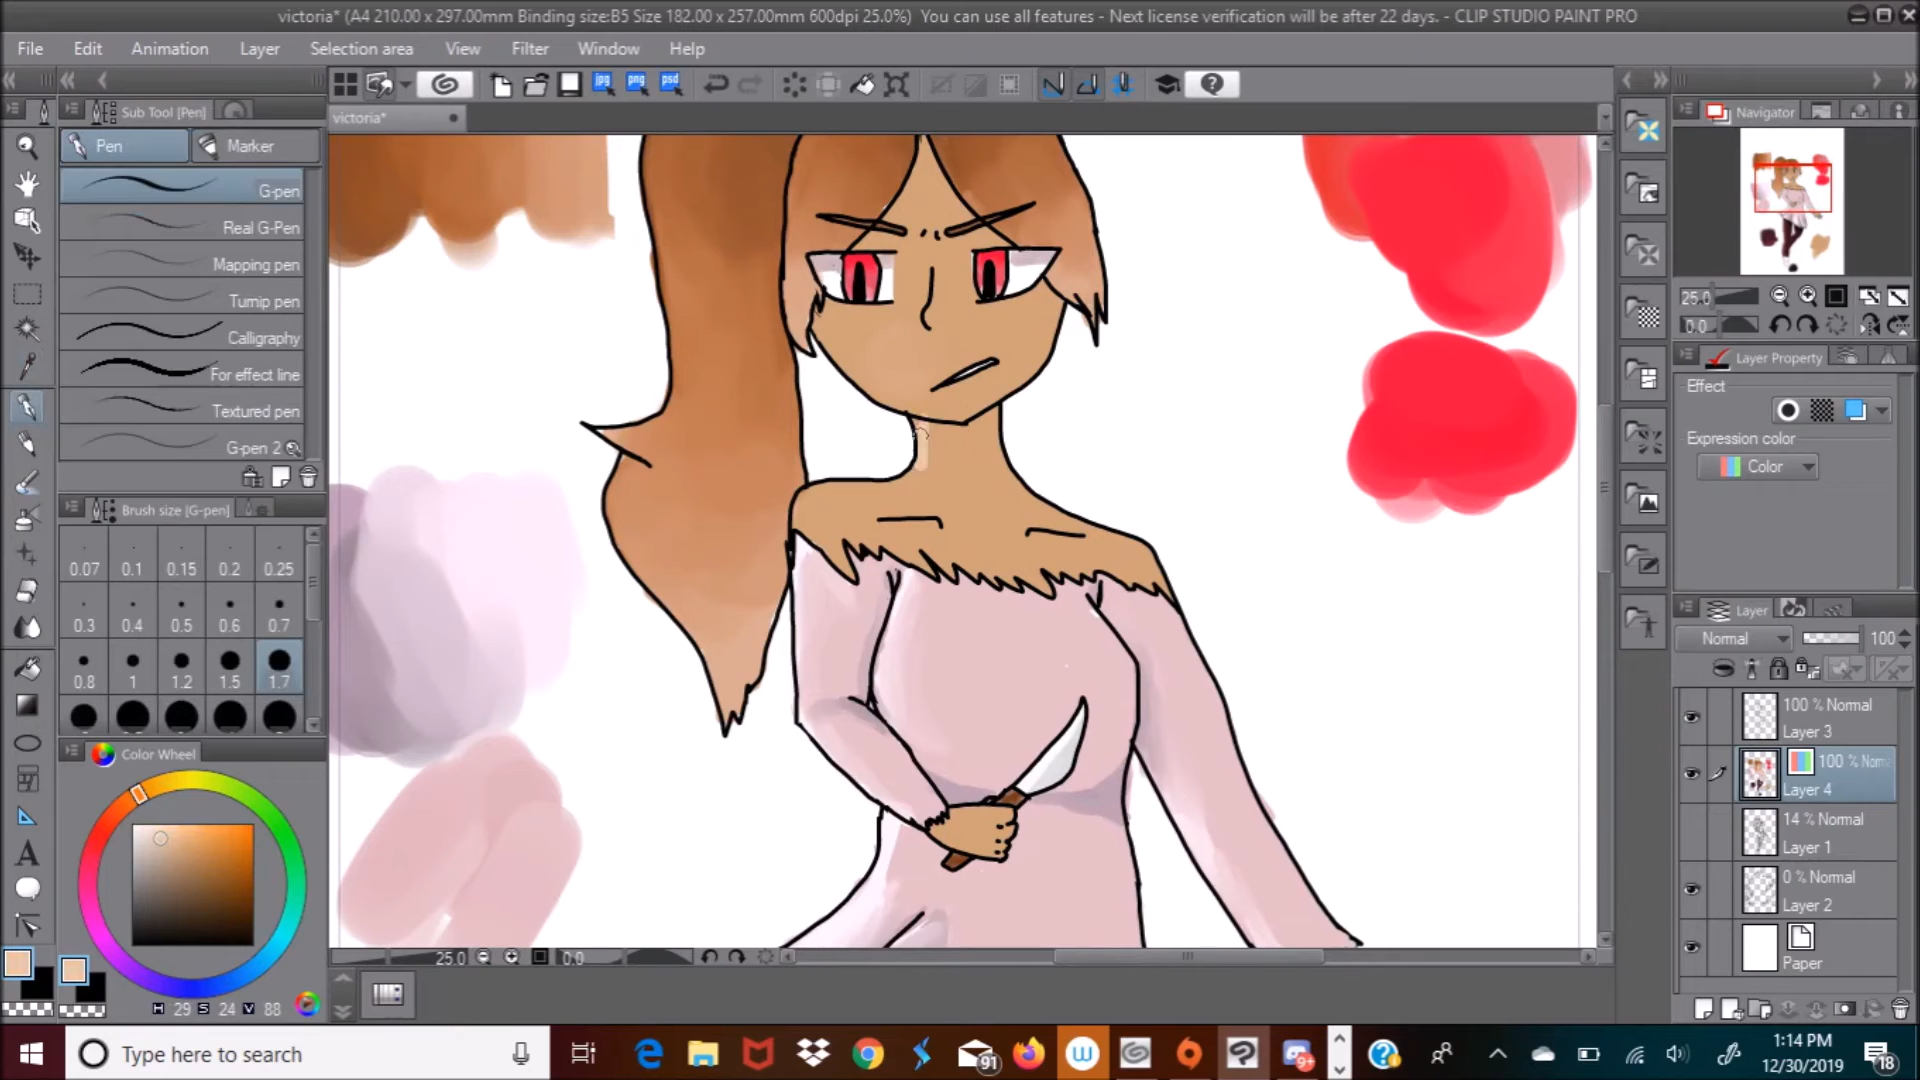 victoria* (A4 210.00 x 297.00mm Binding size:B5 Size 182.00 x 257.00mm 600dpi 25.0%) You can use all features - Next license verification will be after 22 days. - CLIP STUDIO PAINT PRO
File Edit Animation Layer Selection area View Filter Window Help
jpg png psd
Sub Tool [Pen]
victoria*
Navigator
Pen Marker
G-pen
Real G-Pen
Mapping pen
Turnip pen
Calligraphy
For effect line
Textured pen
G-pen 2
25.0
0.0
Layer Property
Effect
Expression color
Color
Brush size [G-pen]
0.07 0.1 0.15 0.2 0.25
0.3 0.4 0.5 0.6 0.7
0.8 1 1.2 1.5 1.7
Layer
Normal 100
100 % Normal
Layer 3
100 % Norma
Layer 4
14 % Normal
Layer 1
0 % Normal
Layer 2
Paper
Color Wheel
A
H 29 S 24 V 88
25.0 0.0
Type here to search
91
W
9+
1:14 PM
12/30/2019
18